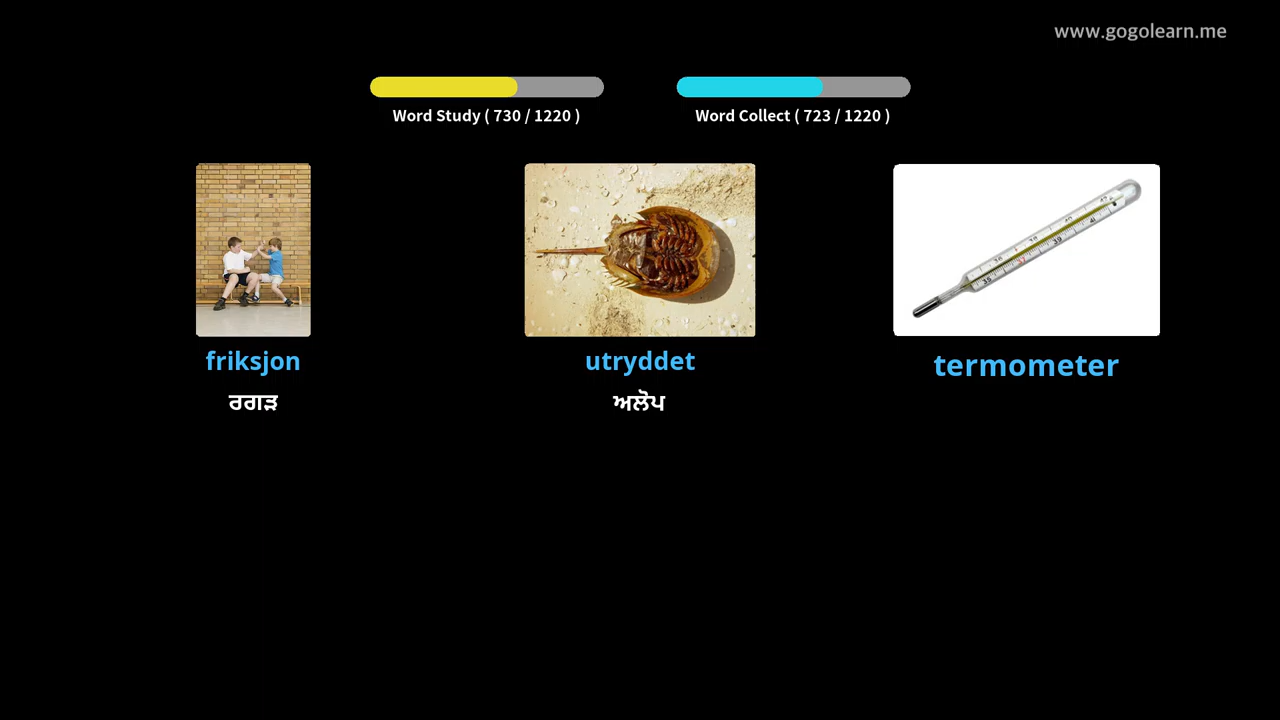 www.gogolearn.me
Word Study ( 730 / 1220 )
Word Collect ( 723 / 1220 )
friksjon
utryddet
termometer
ਰਗੜ
ਅਲੋਪ